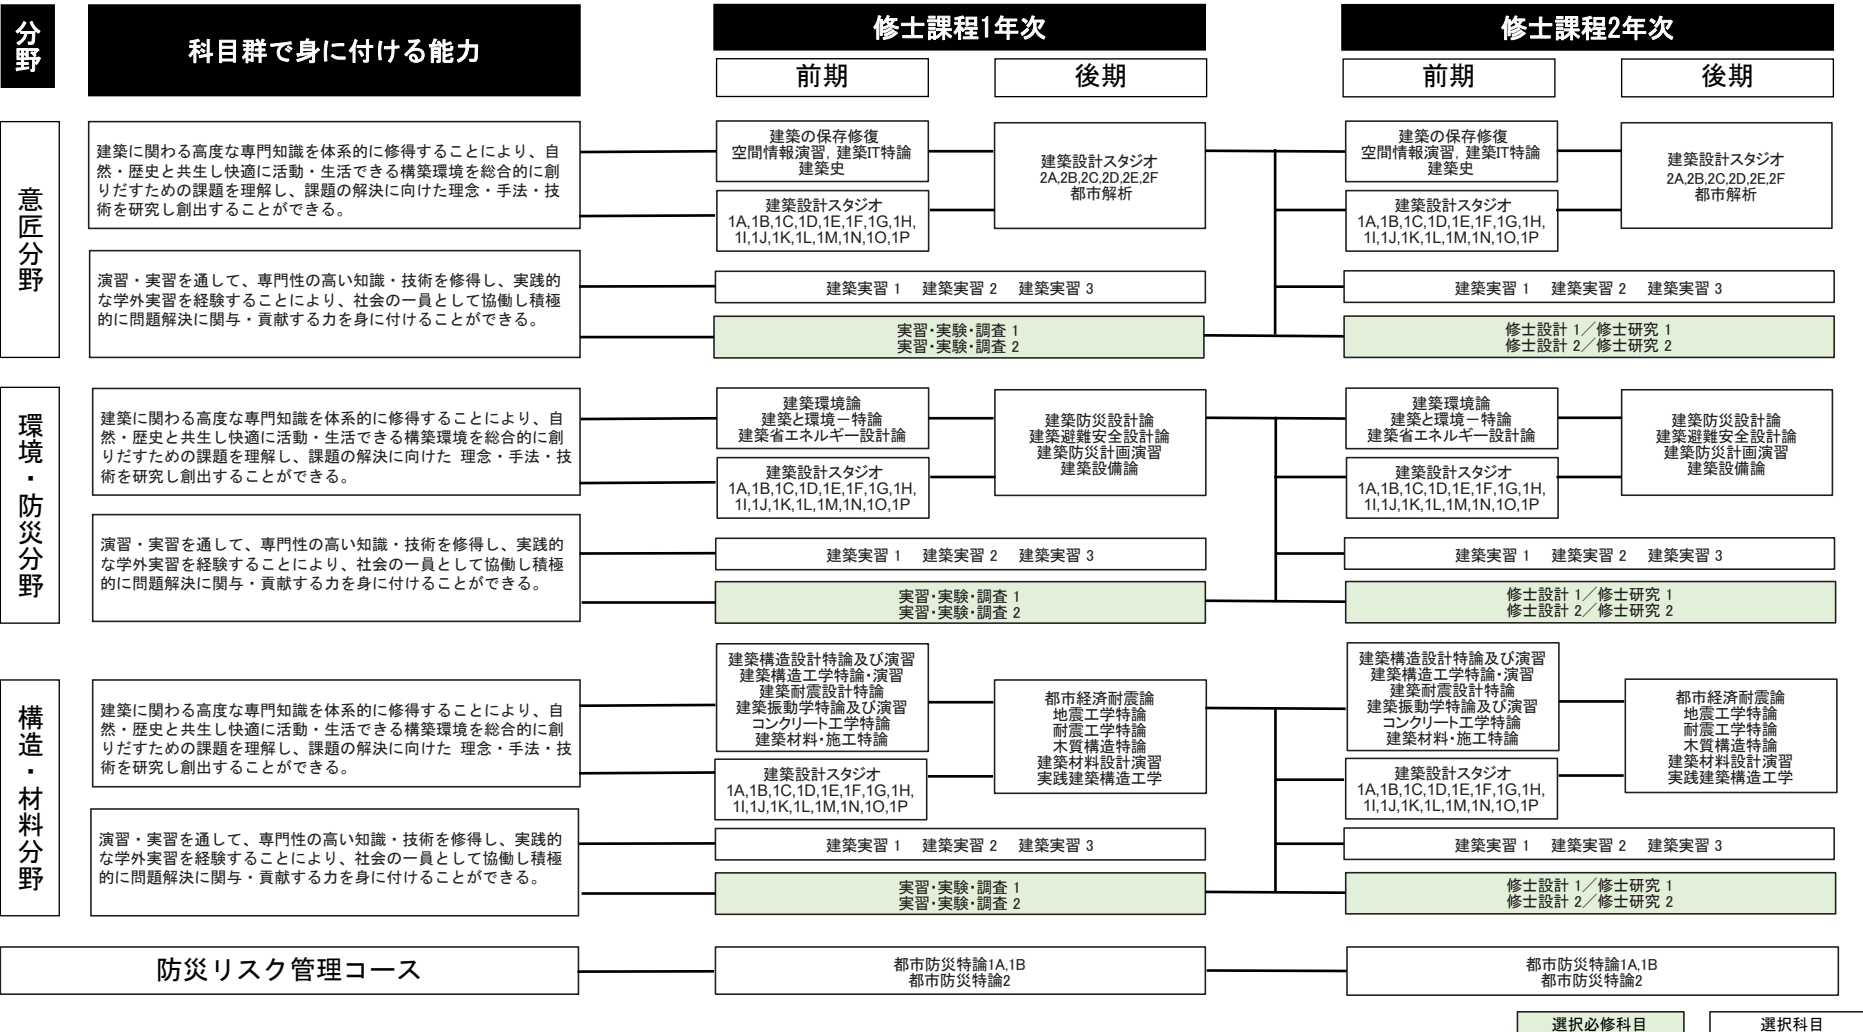 分野
科目群で身に付ける能力
修士課程1年次
修士課程2年次
前期
後期
前期
後期
意匠分野
建築に関わる高度な専門知識を体系的に修得することにより、自
然・歴史と共生し快適に活動・生活できる構築環境を総合的に創
りだすための課題を理解し、課題の解決に向けた理念・手法・技
術を研究し創出することができる。
演習・実習を通して、専門性の高い知識・技術を修得し、実践的
な学外実習を経験することにより、社会の一員として協働し積極
的に問題解決に関与・貢献する力を身に付けることができる。
建築の保存修復
空間情報演習, 建築IT特論
建築史
建築設計スタジオ
1A,1B,1C,1D,1E,1F,1G,1H,
1I,1J,1K,1L,1M,1N,1O,1P
建築設計スタジオ
2A,2B,2C,2D,2E,2F
都市解析
建築実習 1 建築実習 2 建築実習 3
実習・実験・調査 1
実習・実験・調査 2
建築の保存修復
空間情報演習, 建築IT特論
建築史
建築設計スタジオ
1A,1B,1C,1D,1E,1F,1G,1H,
1I,1J,1K,1L,1M,1N,1O,1P
建築設計スタジオ
2A,2B,2C,2D,2E,2F
都市解析
建築実習 1 建築実習 2 建築実習 3
修士設計 1／修士研究 1
修士設計 2／修士研究 2
環境・防災分野
建築に関わる高度な専門知識を体系的に修得することにより、自
然・歴史と共生し快適に活動・生活できる構築環境を総合的に創
りだすための課題を理解し、課題の解決に向けた 理念・手法・技
術を研究し創出することができる。
演習・実習を通して、専門性の高い知識・技術を修得し、実践的
な学外実習を経験することにより、社会の一員として協働し積極
的に問題解決に関与・貢献する力を身に付けることができる。
建築環境論
建築と環境－特論
建築省エネルギー設計論
建築設計スタジオ
1A,1B,1C,1D,1E,1F,1G,1H,
1I,1J,1K,1L,1M,1N,1O,1P
建築防災設計論
建築避難安全設計論
建築防災計画演習
建築設備論
建築実習 1 建築実習 2 建築実習 3
実習・実験・調査 1
実習・実験・調査 2
建築環境論
建築と環境－特論
建築省エネルギー設計論
建築設計スタジオ
1A,1B,1C,1D,1E,1F,1G,1H,
1I,1J,1K,1L,1M,1N,1O,1P
建築防災設計論
建築避難安全設計論
建築防災計画演習
建築設備論
建築実習 1 建築実習 2 建築実習 3
修士設計 1／修士研究 1
修士設計 2／修士研究 2
構造・材料分野
建築に関わる高度な専門知識を体系的に修得することにより、自
然・歴史と共生し快適に活動・生活できる構築環境を総合的に創
りだすための課題を理解し、課題の解決に向けた 理念・手法・技
術を研究し創出することができる。
演習・実習を通して、専門性の高い知識・技術を修得し、実践的
な学外実習を経験することにより、社会の一員として協働し積極
的に問題解決に関与・貢献する力を身に付けることができる。
建築構造設計特論及び演習
建築構造工学特論・演習
建築耐震設計特論
建築振動学特論及び演習
コンクリート工学特論
建築材料・施工特論
建築設計スタジオ
1A,1B,1C,1D,1E,1F,1G,1H,
1I,1J,1K,1L,1M,1N,1O,1P
都市経済耐震論
地震工学特論
耐震工学特論
木質構造特論
建築材料設計演習
実践建築構造工学
建築実習 1 建築実習 2 建築実習 3
実習・実験・調査 1
実習・実験・調査 2
建築構造設計特論及び演習
建築構造工学特論・演習
建築耐震設計特論
建築振動学特論及び演習
コンクリート工学特論
建築材料・施工特論
建築設計スタジオ
1A,1B,1C,1D,1E,1F,1G,1H,
1I,1J,1K,1L,1M,1N,1O,1P
都市経済耐震論
地震工学特論
耐震工学特論
木質構造特論
建築材料設計演習
実践建築構造工学
建築実習 1 建築実習 2 建築実習 3
修士設計 1／修士研究 1
修士設計 2／修士研究 2
防災リスク管理コース
都市防災特論1A,1B
都市防災特論2
都市防災特論1A,1B
都市防災特論2
選択必修科目
選択科目